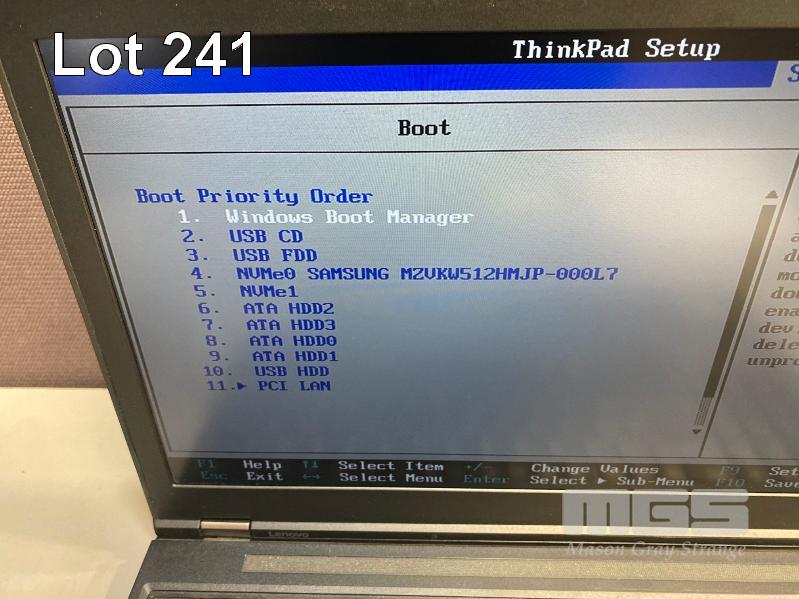 Lot 241
ThinkPad Setup
Boot
Boot Priority Order
1. Windows Boot Manager
2. USB CD
3. USB FDD
4. NVMe0 SAMSUNG MZVKW512HMJP-000L7
5. NVMe1
6. ATA HDD2
7. ATA HDD3
8. ATA HDD0
9. ATA HDD1
10. USB HDD
11.▸ PCI LAN
F1 Help ↑↓ Select Item +/- Change Values F9
Esc Exit ←→ Select Menu Enter Select ▸ Sub-Menu F10
Lenovo
MGS
Mason Gray Strange